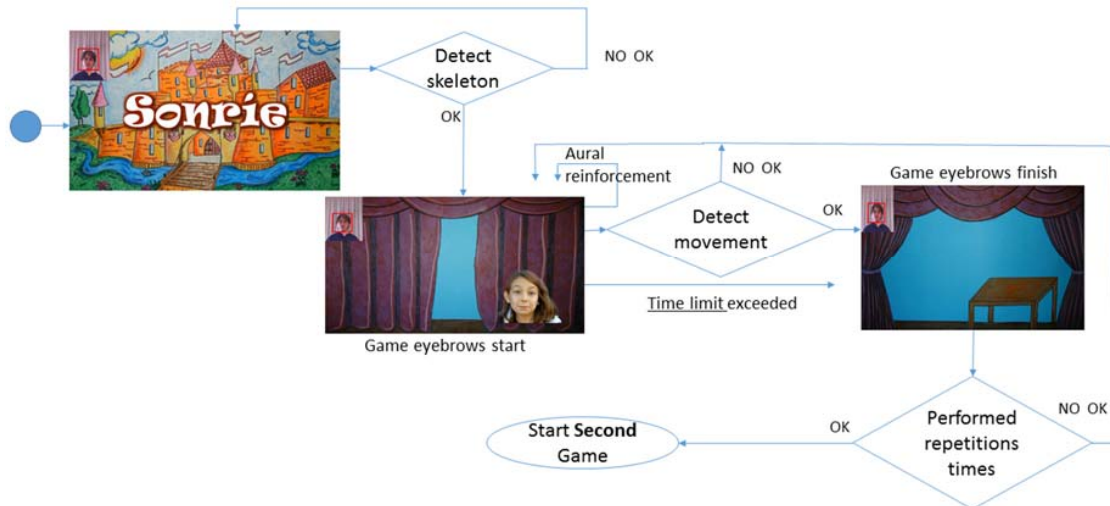 Sonríe
Detect
skeleton
NO OK
OK
Aural
reinforcement
NO OK
Game eyebrows finish
Detect
movement
OK
Time limit exceeded
Game eyebrows start
Start Second
Game
OK
Performed
repetitions
times
NO OK